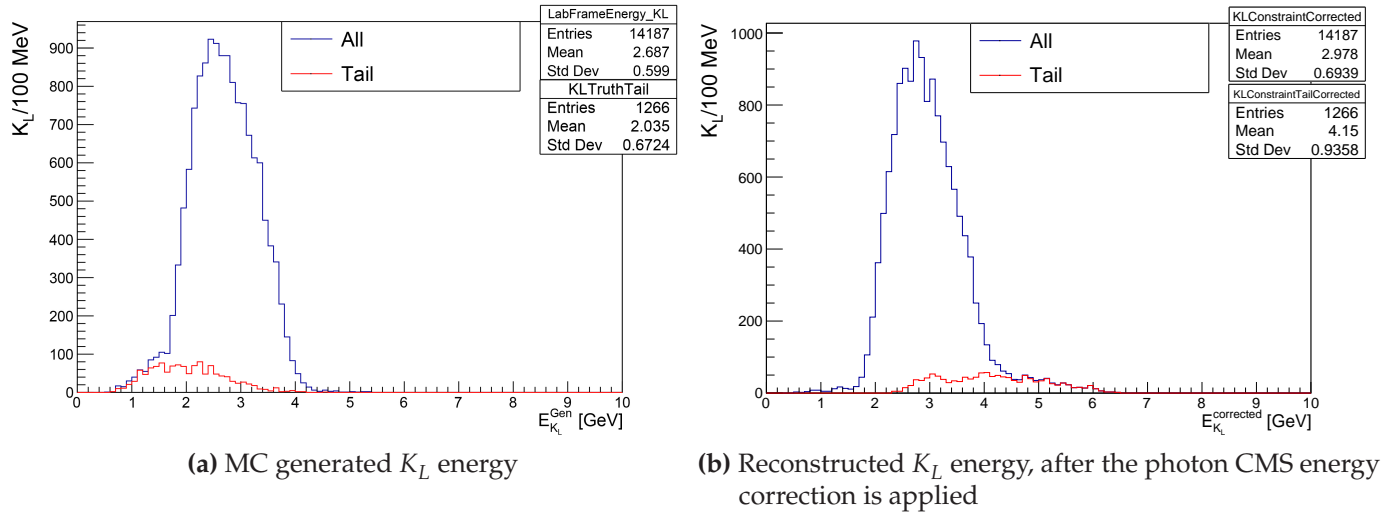 LabFrameEnergy_KL
Entries 14187
Mean 2.687
Std Dev 0.599
KLTruthTail
Entries 1266
Mean 2.035
Std Dev 0.6724
All
Tail
K_L/100 MeV
900
800
700
600
500
400
300
200
100
0
0 1 2 3 4 5 6 7 8 9 10
E_{K_L}^{Gen} [GeV]
(a) MC generated K_L energy
KLConstraintCorrected
Entries 14187
Mean 2.978
Std Dev 0.6939
KLConstraintTailCorrected
Entries 1266
Mean 4.15
Std Dev 0.9358
All
Tail
K_L/100 MeV
1000
800
600
400
200
0
0 1 2 3 4 5 6 7 8 9 10
E_{K_L}^{corrected} [GeV]
(b) Reconstructed K_L energy, after the photon CMS energy
correction is applied